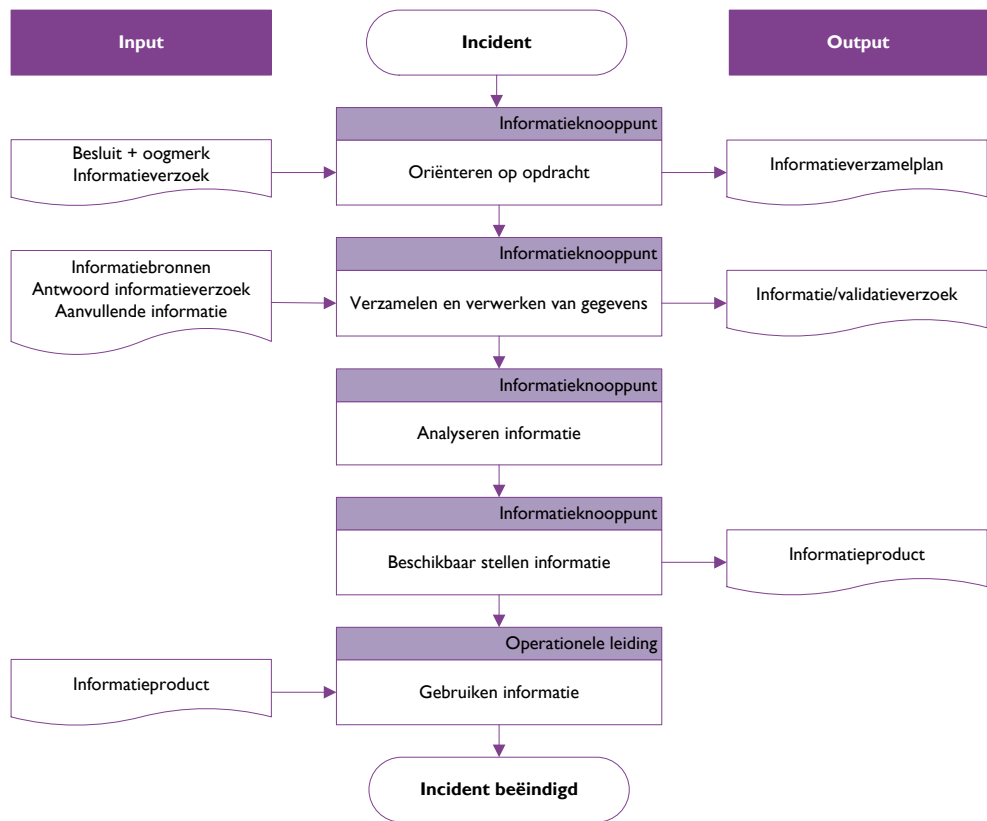 Input
Incident
Output
Informatieknooppunt
Besluit + oogmerk
Informatieverzoek
Oriënteren op opdracht
Informatieverzamelplan
Informatieknooppunt
Informatiebronnen
Antwoord informatieverzoek
Aanvullende informatie
Verzamelen en verwerken van gegevens
Informatie/validatieverzoek
Informatieknooppunt
Analyseren informatie
Informatieknooppunt
Beschikbaar stellen informatie
Informatieproduct
Operationele leiding
Informatieproduct
Gebruiken informatie
Incident beëindigd